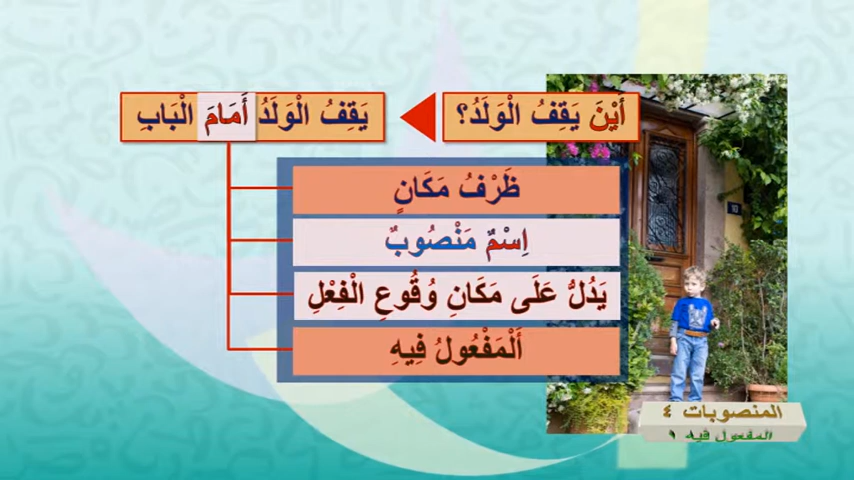 أَيْنَ يَقِفُ الْوَلَدُ؟
يَقِفُ الْوَلَدُ أَمَامَ الْبَابِ
ظَرْفُ مَكَانٍ
اِسْمٌ مَنْصُوبٌ
يَدُلُّ عَلَى مَكَانِ وُقُوعِ الْفِعْلِ
أَلْمَفْعُولُ فِيهِ
المنصوبات ٤
المفعول فيه ١